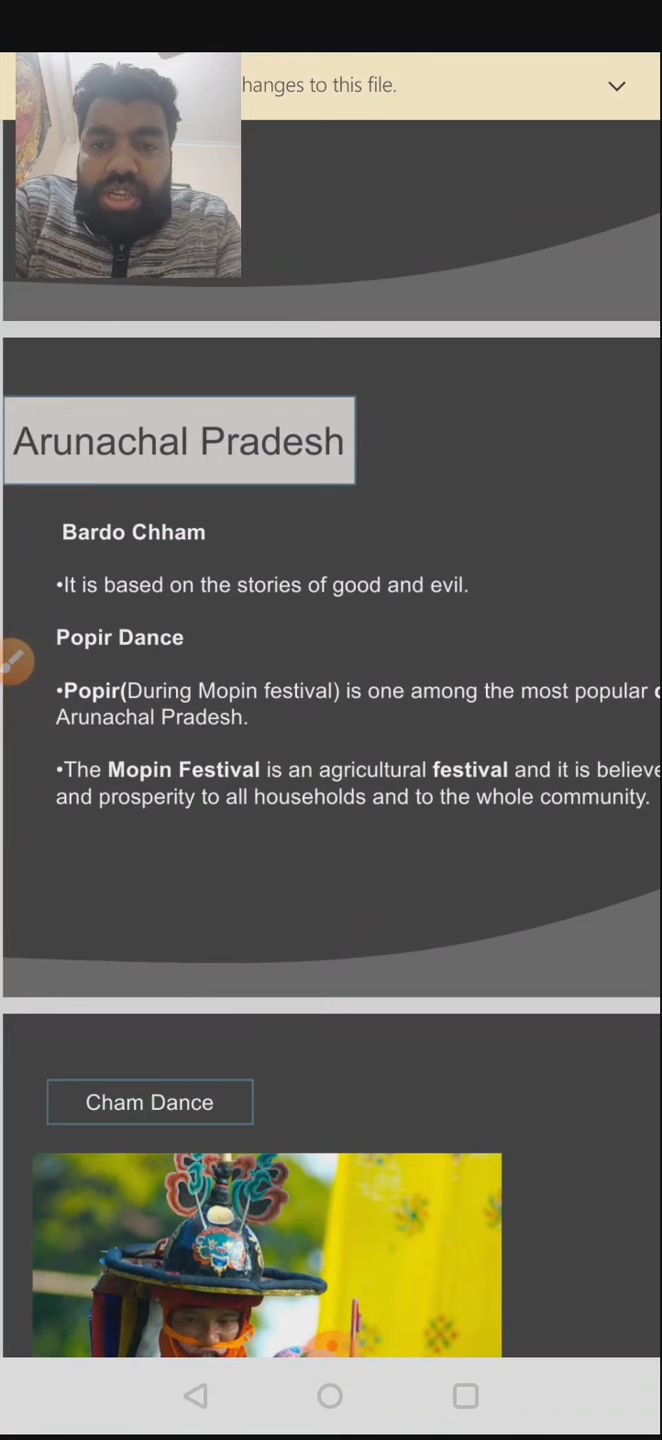 hanges to this file.
Arunachal Pradesh
Bardo Chham
•It is based on the stories of good and evil.
Popir Dance
•Popir(During Mopin festival) is one among the most popular
Arunachal Pradesh.
•The Mopin Festival is an agricultural festival and it is believe
and prosperity to all households and to the whole community.
Cham Dance